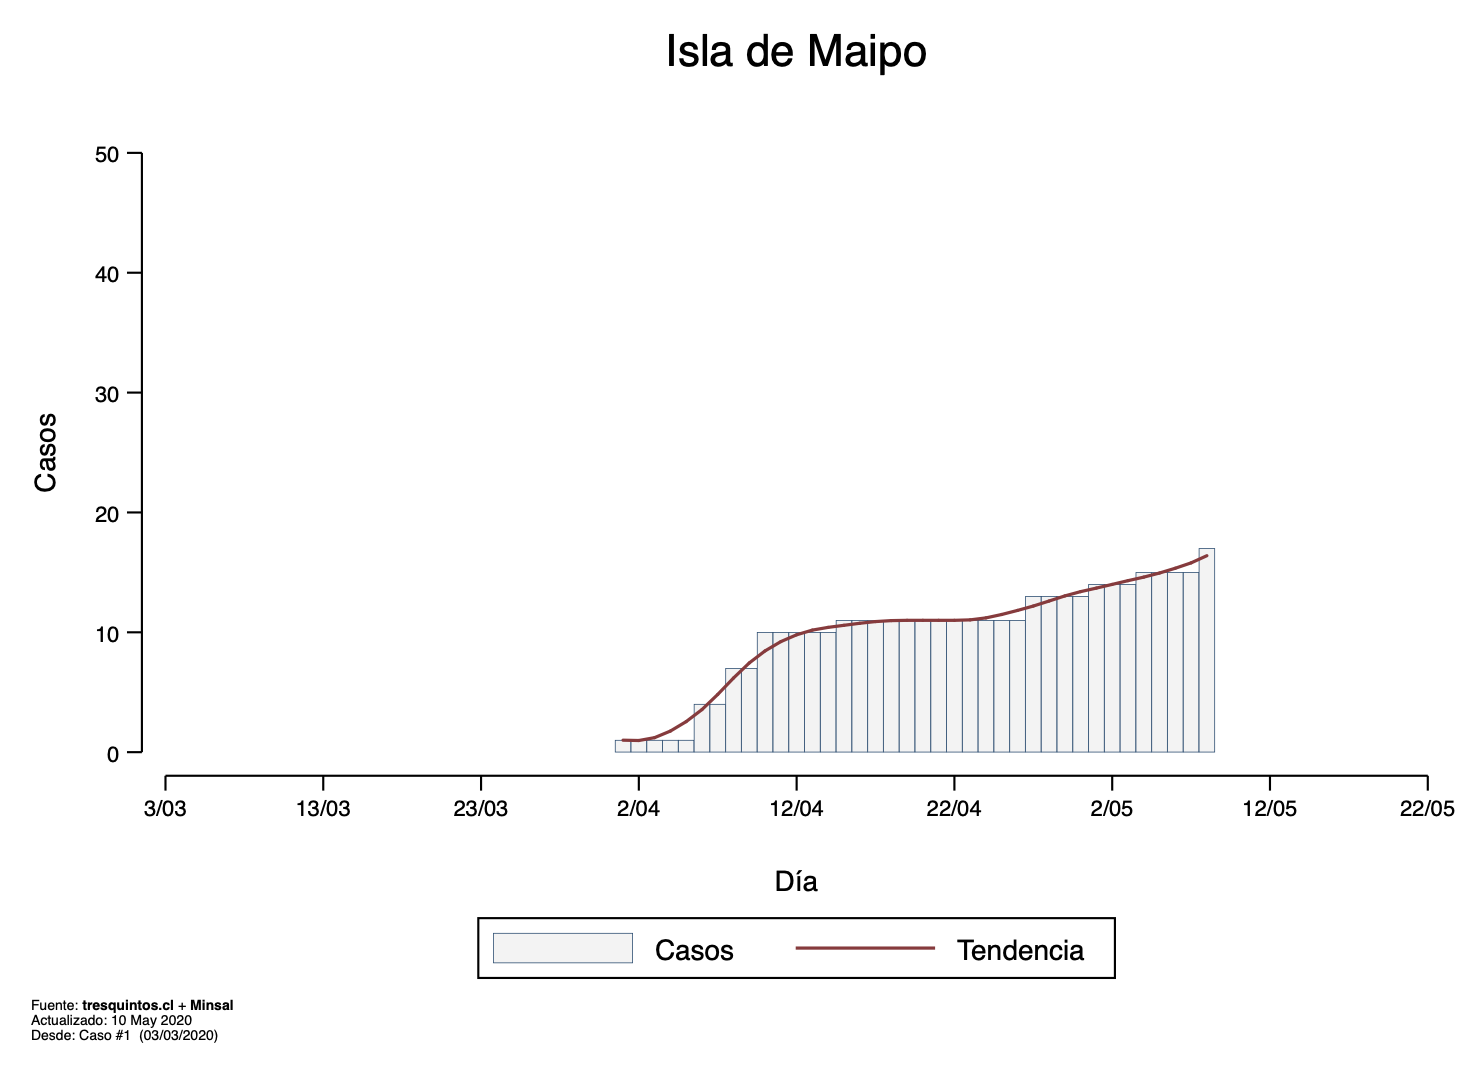 Isla de Maipo
50
40
30
20
10
0
Casos
3/03 13/03 23/03 2/04 12/04 22/04 2/05 12/05 22/05
Día
Casos Tendencia
Fuente: tresquintos.cl + Minsal
Actualizado: 10 May 2020
Desde: Caso #1 (03/03/2020)